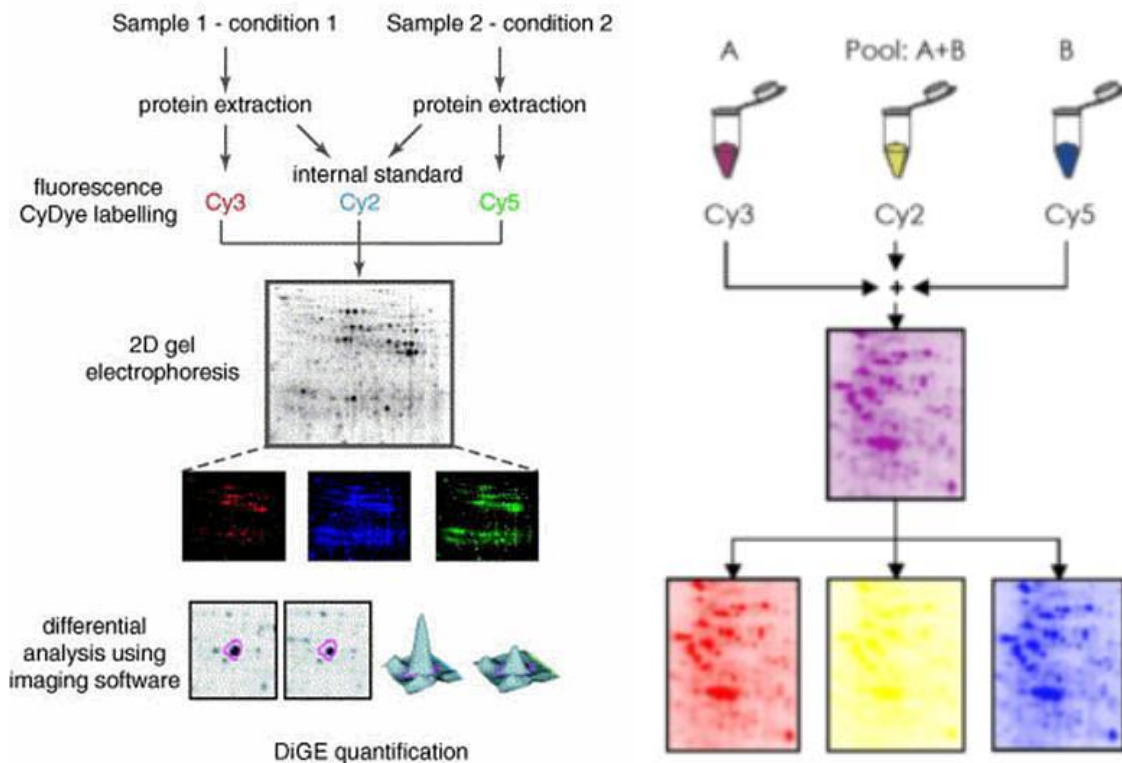 Sample 1 - condition 1
Sample 2 - condition 2
protein extraction
protein extraction
internal standard
fluorescence
CyDye labelling
Cy3
Cy2
Cy5
2D gel
electrophoresis
differential
analysis using
imaging software
DiGE quantification
A
Pool: A+B
B
Cy3
Cy2
Cy5
+